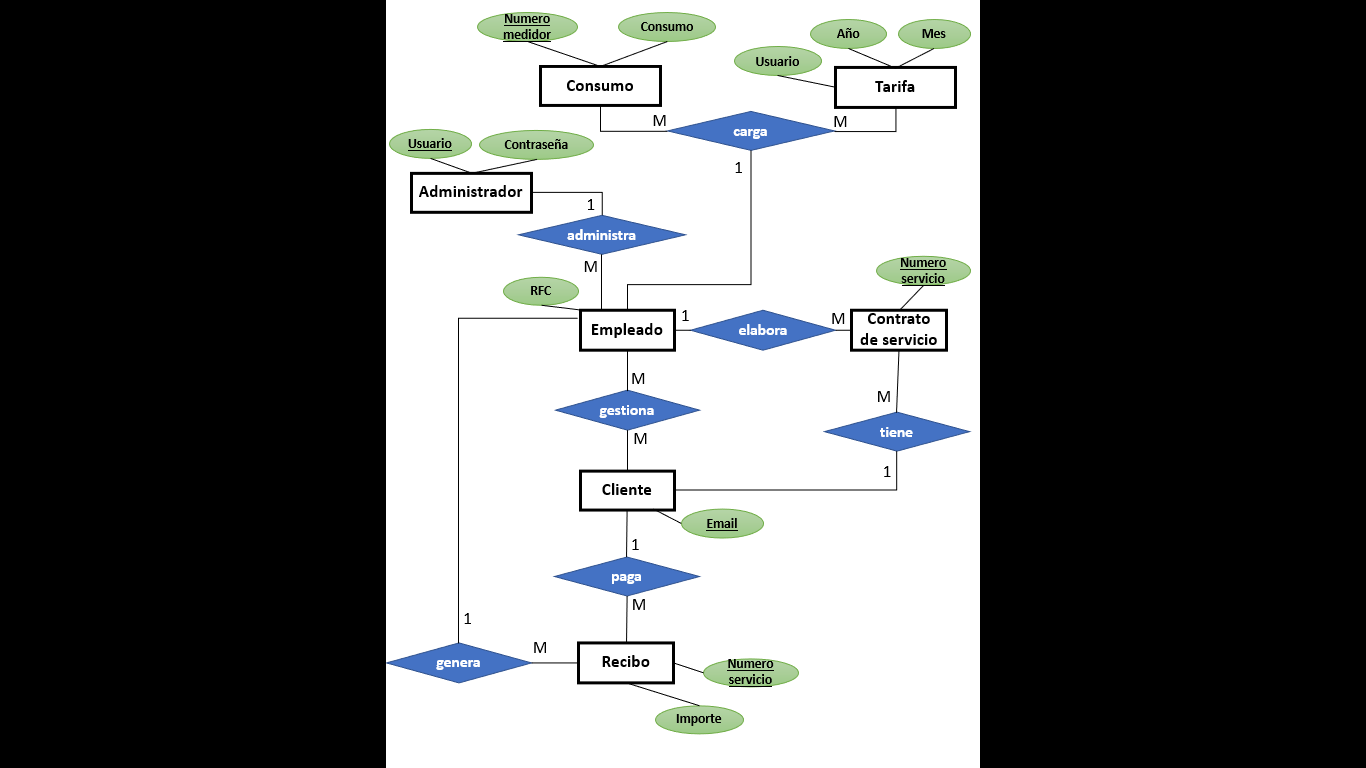 Numero
medidor
Consumo
Año
Mes
Usuario
Consumo
Tarifa
M
carga
M
1
Usuario
Contraseña
Administrador
1
administra
M
RFC
Numero
servicio
Empleado
1
elabora
M
Contrato
de servicio
M
gestiona
M
M
tiene
1
Cliente
Email
1
paga
M
1
genera
M
Recibo
Numero
servicio
Importe